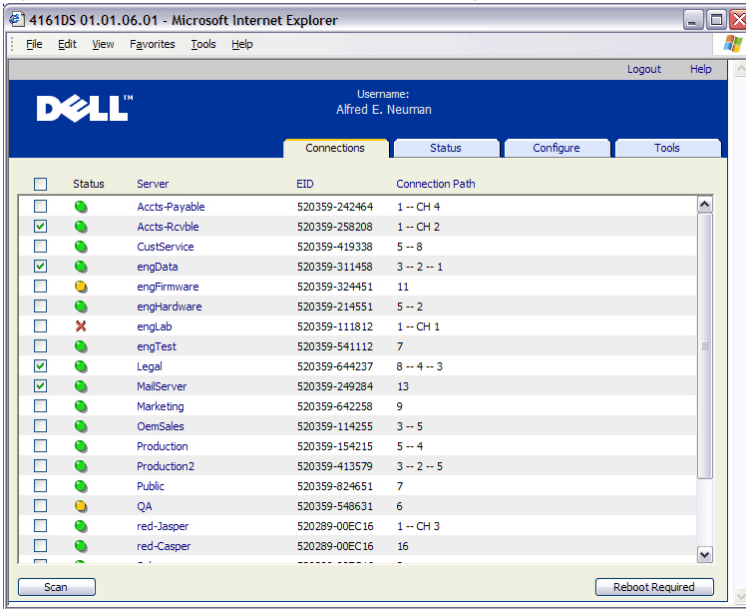 4161DS 01.01.06.01 - Microsoft Internet Explorer
File Edit View Favorites Tools Help
Logout Help
DELL™
Username:
Alfred E. Neuman
Connections Status Configure Tools
Status Server EID Connection Path
Accts-Payable 520359-242464 1 -- CH 4
Accts-Rcvble 520359-258208 1 -- CH 2
CustService 520359-419338 5 -- 8
engData 520359-311458 3 -- 2 -- 1
engFirmware 520359-324451 11
engHardware 520359-214551 5 -- 2
engLab 520359-111812 1 -- CH 1
engTest 520359-541112 7
Legal 520359-644237 8 -- 4 -- 3
MailServer 520359-249284 13
Marketing 520359-642258 9
OemSales 520359-114255 3 -- 5
Production 520359-154215 5 -- 4
Production2 520359-413579 3 -- 2 -- 5
Public 520359-824651 7
QA 520359-548631 6
red-Jasper 520289-00EC16 1 -- CH 3
red-Casper 520289-00EC16 16
Scan Reboot Required